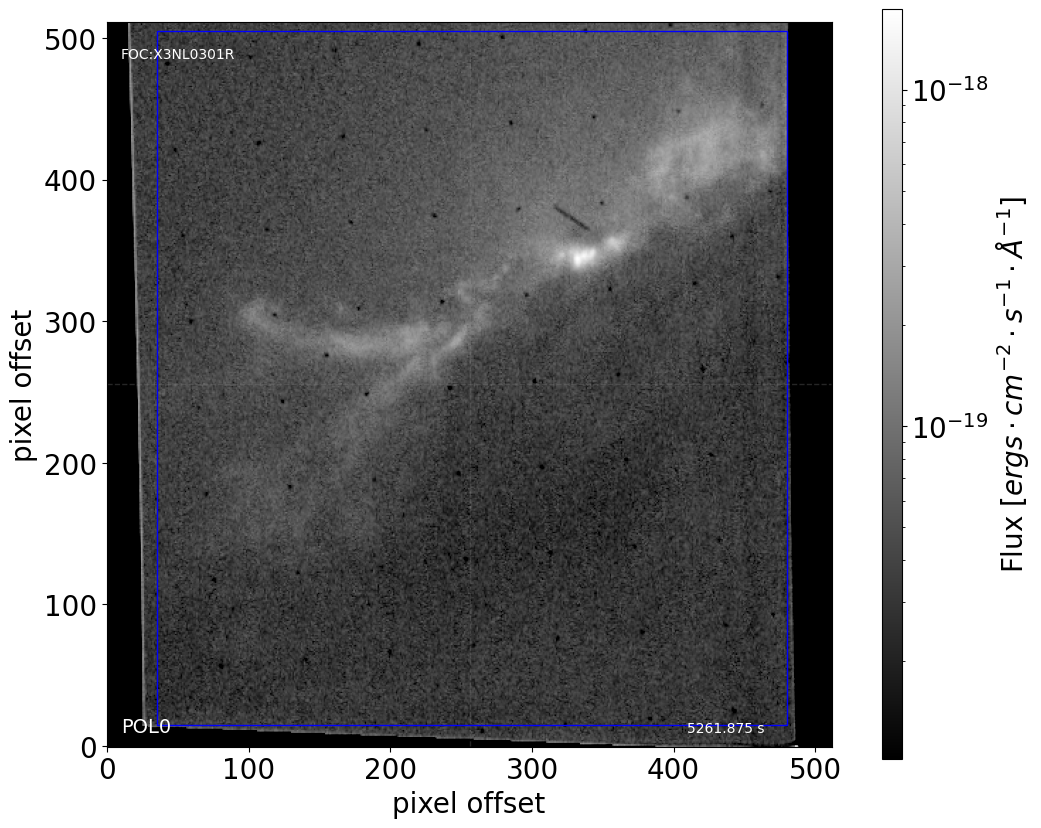 500
FOC:X3NL0301R
400
300
200
100
0
POL0
5261.875 s
0 100 200 300 400 500
pixel offset
pixel offset
10⁻¹⁸
10⁻¹⁹
Flux [ergs · cm⁻² · s⁻¹ · Å⁻¹]